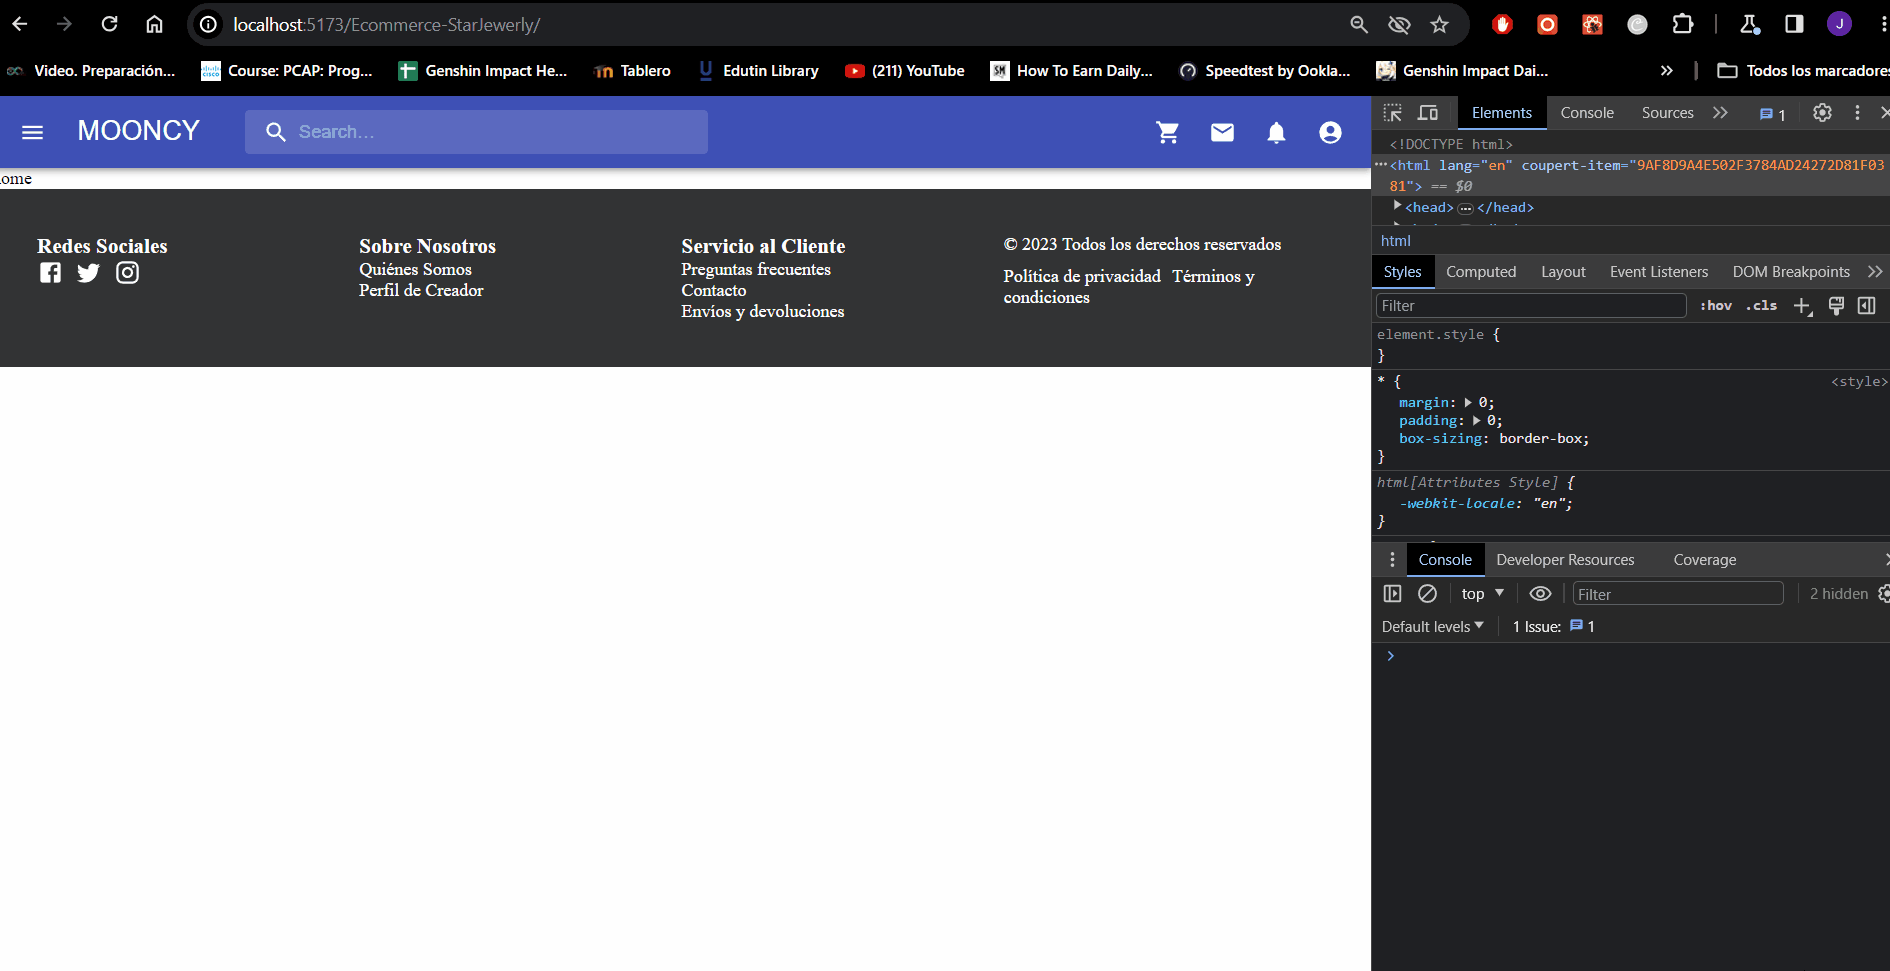 localhost:5173/Ecommerce-StarJewerly/
J
Video. Preparación... Course: PCAP: Prog... Genshin Impact He... Tablero Edutin Library (211) YouTube How To Earn Daily,... Speedtest by Ookla... Genshin Impact Dai... Todos los marcadores
MOONCY Search...
ome
Redes Sociales
Sobre Nosotros
Quiénes Somos
Perfil de Creador
Servicio al Cliente
Preguntas frecuentes
Contacto
Envíos y devoluciones
© 2023 Todos los derechos reservados
Política de privacidad Términos y
condiciones
Elements Console Sources 1
<!DOCTYPE html>
<html lang="en" coupert-item="9AF8D9A4E502F3784AD24272D81F03
81"> == $0
<head> ... </head>
html
Styles Computed Layout Event Listeners DOM Breakpoints
Filter :hov .cls
element.style {
}
* { <style>
margin: 0;
padding: 0;
box-sizing: border-box;
}
html[Attributes Style] {
-webkit-locale: "en";
}
Console Developer Resources Coverage
top Filter 2 hidden
Default levels 1 Issue: 1